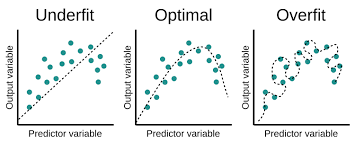 Underfit
Optimal
Overfit
Output variable
Predictor variable
Output variable
Predictor variable
Output variable
Predictor variable